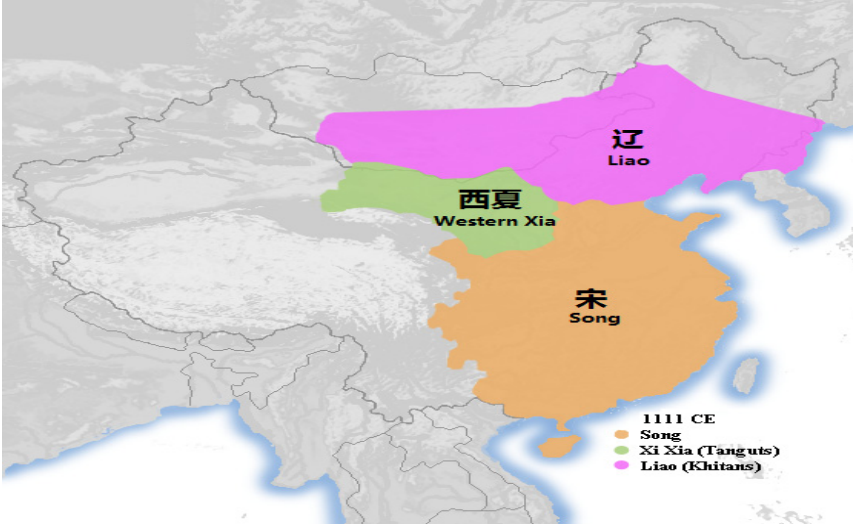 辽
Liao
西夏
Western Xia
宋
Song
1111 CE
Song
Xi Xia (Tanguts)
Liao (Khitans)